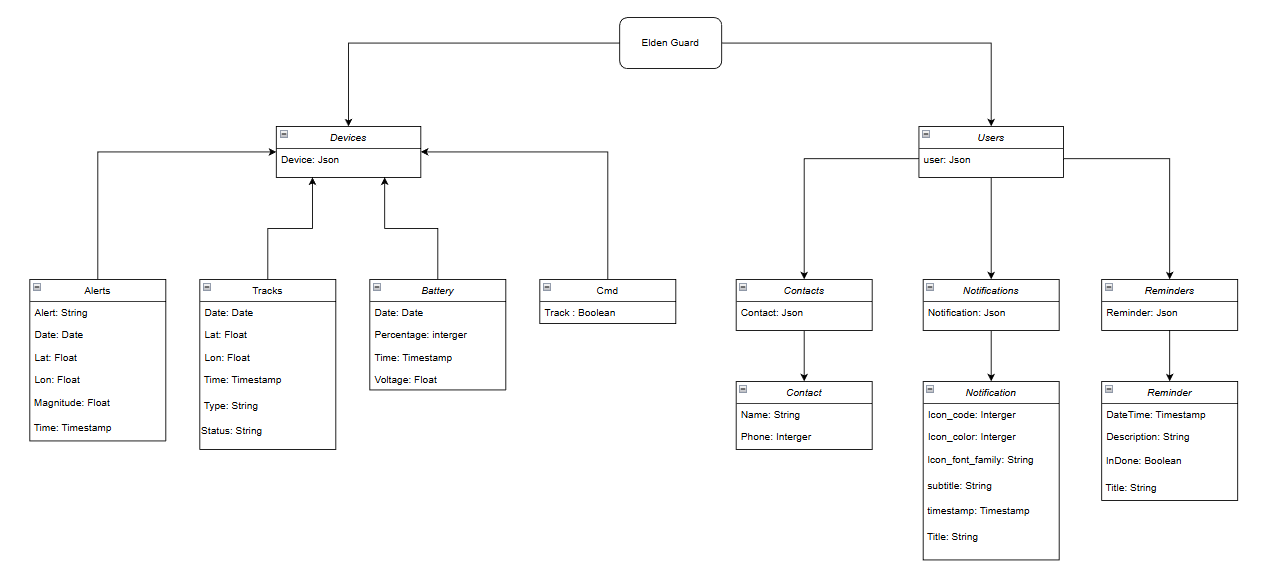 Elden Guard
Devices
Device: Json
Users
user: Json
Alerts
Alert: String
Date: Date
Lat: Float
Lon: Float
Magnitude: Float
Time: Timestamp
Tracks
Date: Date
Lat: Float
Lon: Float
Time: Timestamp
Type: String
Status: String
Battery
Date: Date
Percentage: interger
Time: Timestamp
Voltage: Float
Cmd
Track : Boolean
Contacts
Contact: Json
Notifications
Notification: Json
Reminders
Reminder: Json
Contact
Name: String
Phone: Interger
Notification
Icon_code: Interger
Icon_color: Interger
Icon_font_family: String
subtitle: String
timestamp: Timestamp
Title: String
Reminder
DateTime: Timestamp
Description: String
InDone: Boolean
Title: String